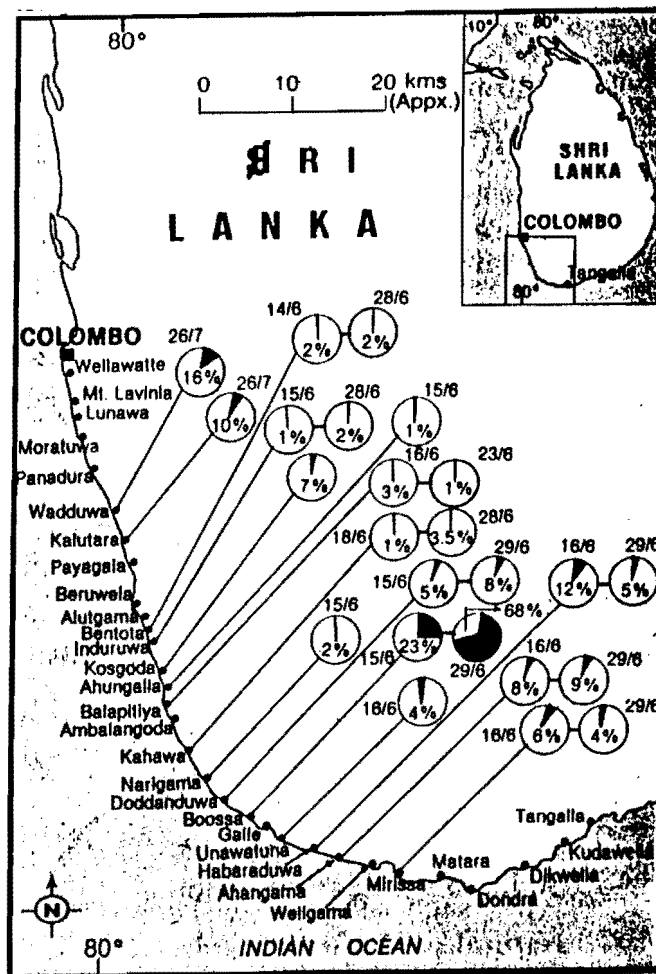 80°
0 10 20 kms
(Appx.)
SRI
LANKA
10°
80°
SHRI
LANKA
COLOMBO
Tangalla
80°
14/6 28/6
2% 2%
COLOMBO
26/7
16%
Wellawatte
26/7
10%
15/6 28/6
1% 2%
15/6
1%
Mt. Lavinia
Lunawa
Moratuwa
7%
16/6 23/6
3% 1%
Panadura
Wadduwa
18/6 28/6
1% 3.5%
Kalutara
Payagala
15/6 29/6
5% 8%
16/6 29/6
12% 5%
Beruwela
Alutgama
Bentota
Induruwa
15/6
2%
15/6 29/6
23% 68%
Kosgoda
Ahungalla
16/6
4%
16/6 29/6
8% 9%
Balapitiya
Ambalangoda
16/6 29/6
6% 4%
Kahawa
Narigama
Doddanduwa
Boossa
Galle
Unawatuna
Habaraduwa
Ahangama
Weligama
Mirissa
Matara
Dondra
Dikwella
Kudawella
Tangalla
N
80°
INDIAN OCEAN